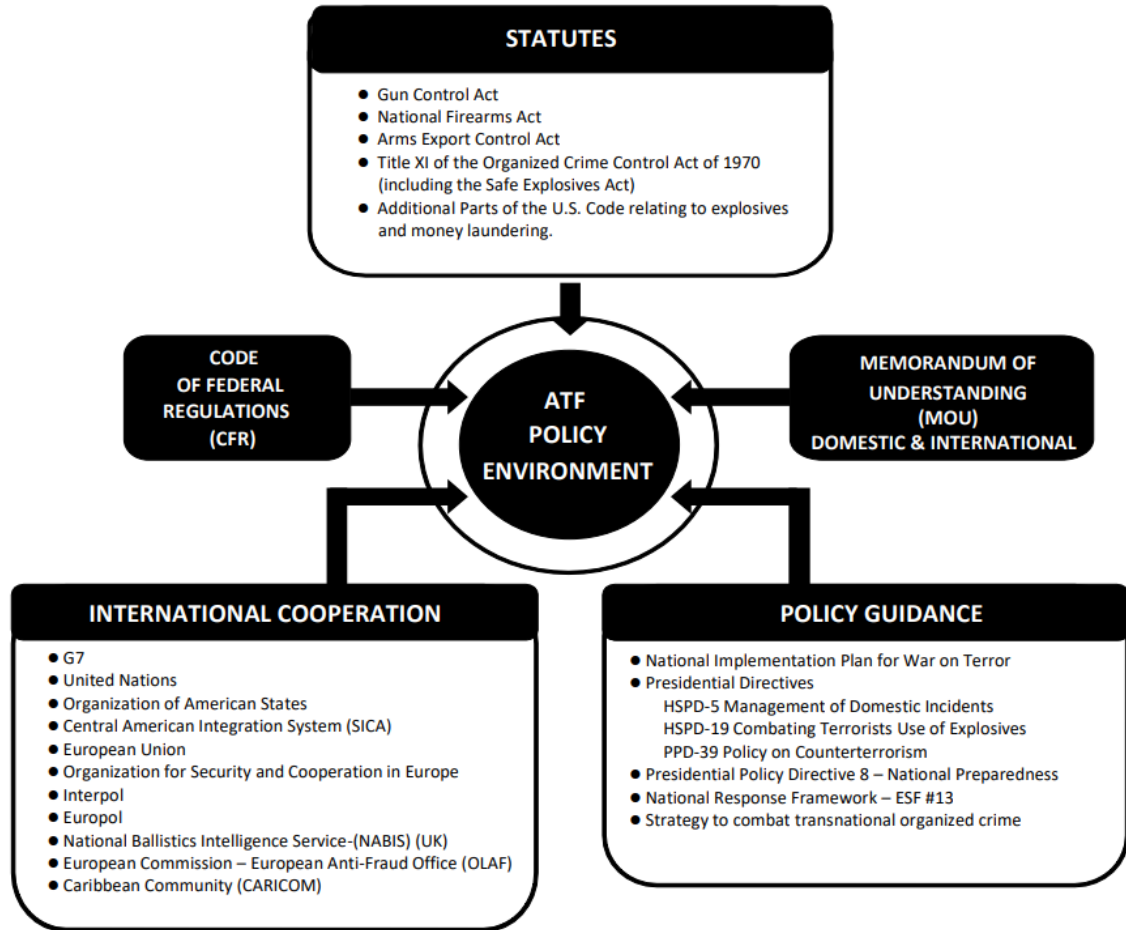 STATUTES
● Gun Control Act
● National Firearms Act
● Arms Export Control Act
● Title XI of the Organized Crime Control Act of 1970
(including the Safe Explosives Act)
● Additional Parts of the U.S. Code relating to explosives
and money laundering.
CODE
OF FEDERAL
REGULATIONS
(CFR)
ATF
POLICY
ENVIRONMENT
MEMORANDUM OF
UNDERSTANDING
(MOU)
DOMESTIC & INTERNATIONAL
INTERNATIONAL COOPERATION
● G7
● United Nations
● Organization of American States
● Central American Integration System (SICA)
● European Union
● Organization for Security and Cooperation in Europe
● Interpol
● Europol
● National Ballistics Intelligence Service-(NABIS) (UK)
● European Commission – European Anti-Fraud Office (OLAF)
● Caribbean Community (CARICOM)
POLICY GUIDANCE
● National Implementation Plan for War on Terror
● Presidential Directives
HSPD-5 Management of Domestic Incidents
HSPD-19 Combating Terrorists Use of Explosives
PPD-39 Policy on Counterterrorism
● Presidential Policy Directive 8 – National Preparedness
● National Response Framework – ESF #13
● Strategy to combat transnational organized crime